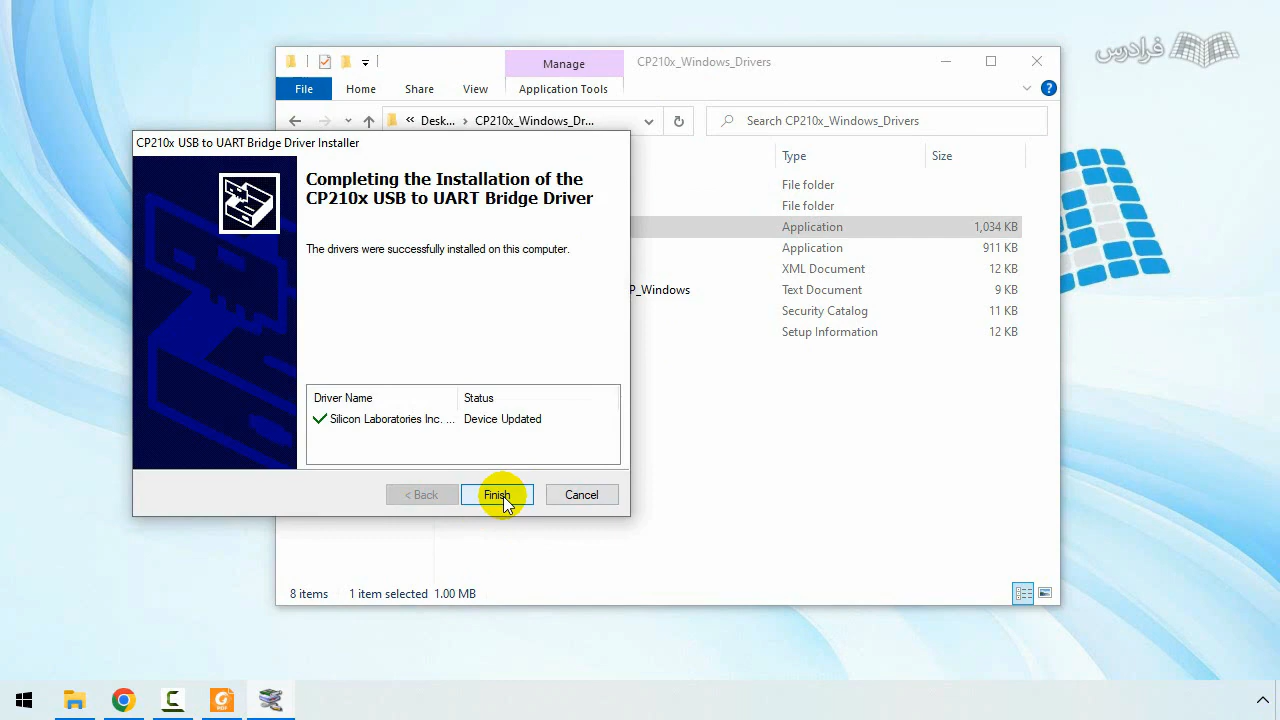 فرادرس
Manage
CP210x_Windows_Drivers
File
Home
Share
View
Application Tools
?
« Desk...
CP210x_Windows_Dr...
Search CP210x_Windows_Drivers
Type
Size
File folder
File folder
Application
1,034 KB
Application
911 KB
XML Document
12 KB
P_Windows
Text Document
9 KB
Security Catalog
11 KB
Setup Information
12 KB
8 items
1 item selected
1.00 MB
CP210x USB to UART Bridge Driver Installer
Completing the Installation of the
CP210x USB to UART Bridge Driver
The drivers were successfully installed on this computer.
Driver Name
Status
Silicon Laboratories Inc. ...
Device Updated
< Back
Finish
Cancel